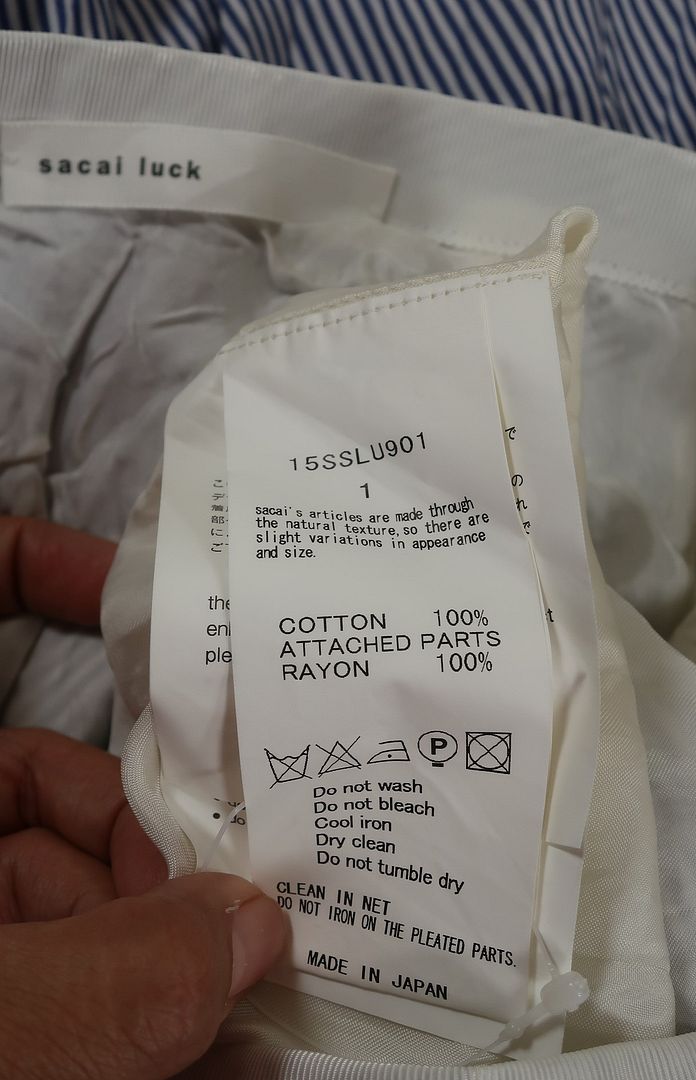 sacai luck
15SSLU901
1
sacai's articles are made through
the natural texture, so there are
slight variations in appearance
and size.
COTTON 100%
ATTACHED PARTS
RAYON 100%
P
Do not wash
Do not bleach
Cool iron
Dry clean
Do not tumble dry
CLEAN IN NET
DO NOT IRON ON THE PLEATED PARTS.
MADE IN JAPAN